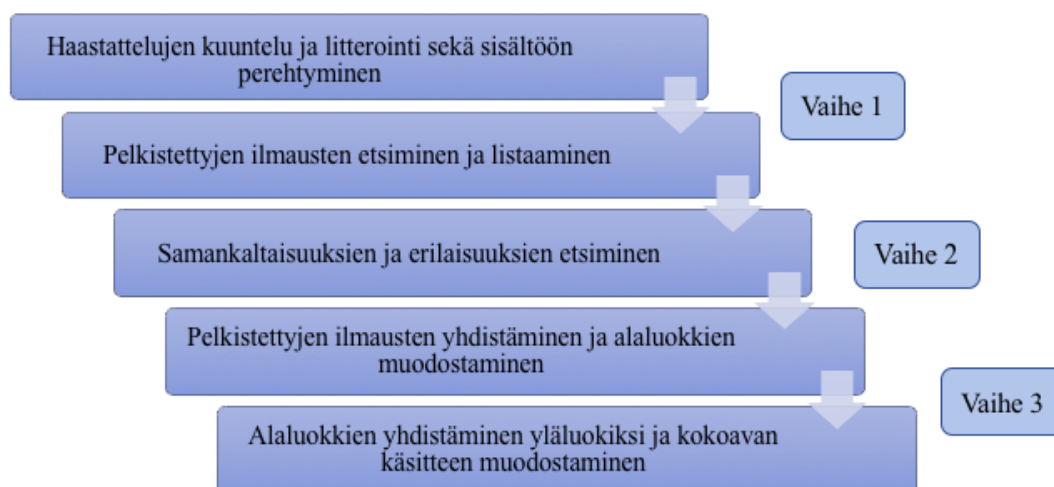 Haastattelujen kuuntelu ja litterointi sekä sisältöön
perehtyminen
Vaihe 1
Pelkistettyjen ilmausten etsiminen ja listaaminen
Samankaltaisuuksien ja erilaisuuksien etsiminen
Vaihe 2
Pelkistettyjen ilmausten yhdistäminen ja alaluokkien
muodostaminen
Vaihe 3
Alaluokkien yhdistäminen yläluokiksi ja kokoavan
käsitteen muodostaminen